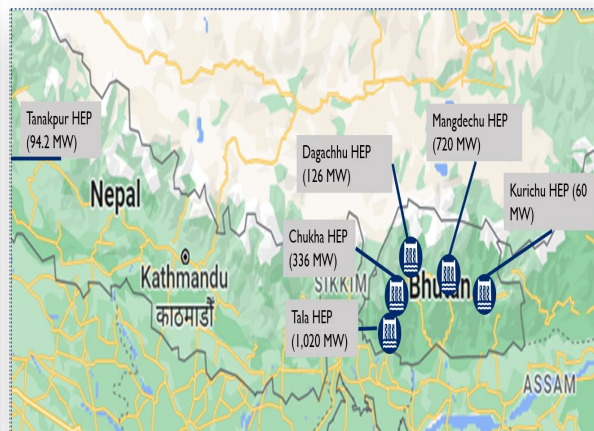 Tanakpur HEP
(94.2 MW)
Mangdechu HEP
(720 MW)
Dagachhu HEP
(126 MW)
Kurichu HEP (60
MW)
Nepal
Chukha HEP
(336 MW)
Kathmandu
काठमाडौं
SIKKIM
Bhutan
Tala HEP
(1,020 MW)
ASSAM